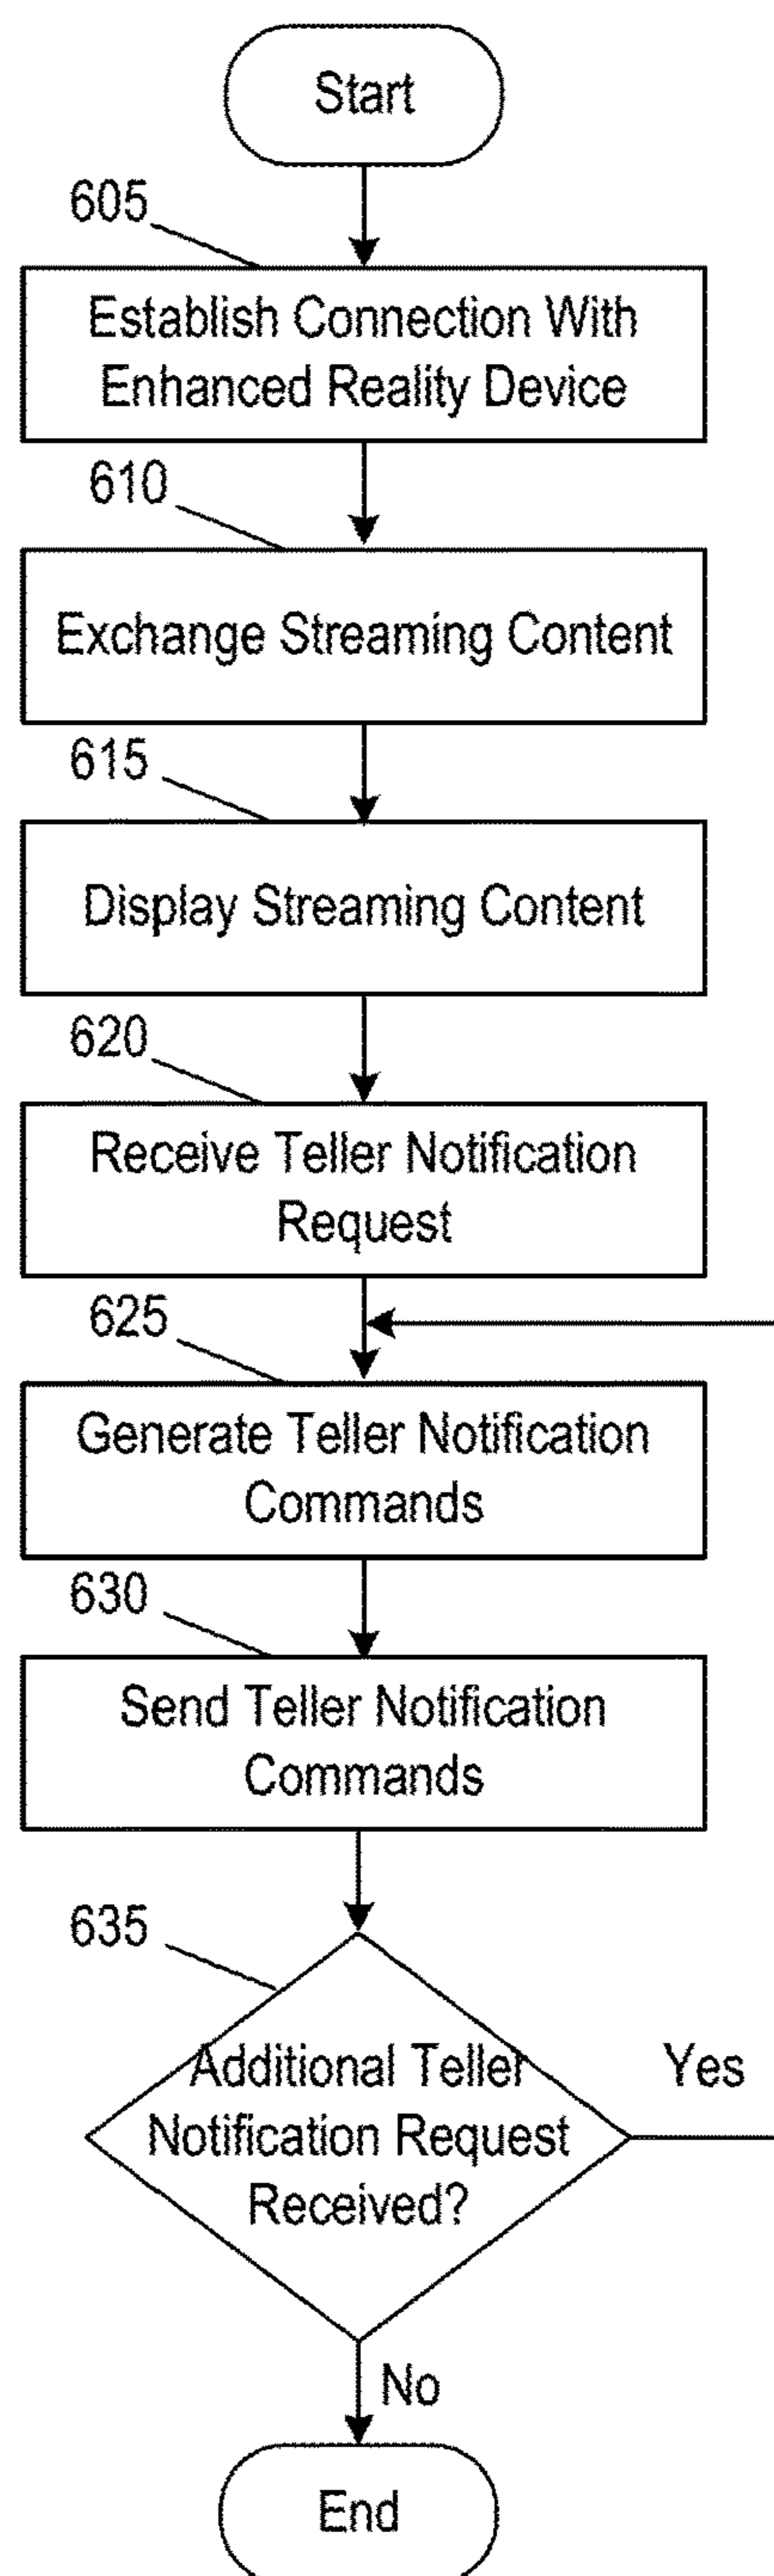 Start
605
Establish Connection With
Enhanced Reality Device
610
Exchange Streaming Content
615
Display Streaming Content
620
Receive Teller Notification
Request
625
Generate Teller Notification
Commands
630
Send Teller Notification
Commands
635
Additional Teller
Notification Request
Received?
Yes
No
End